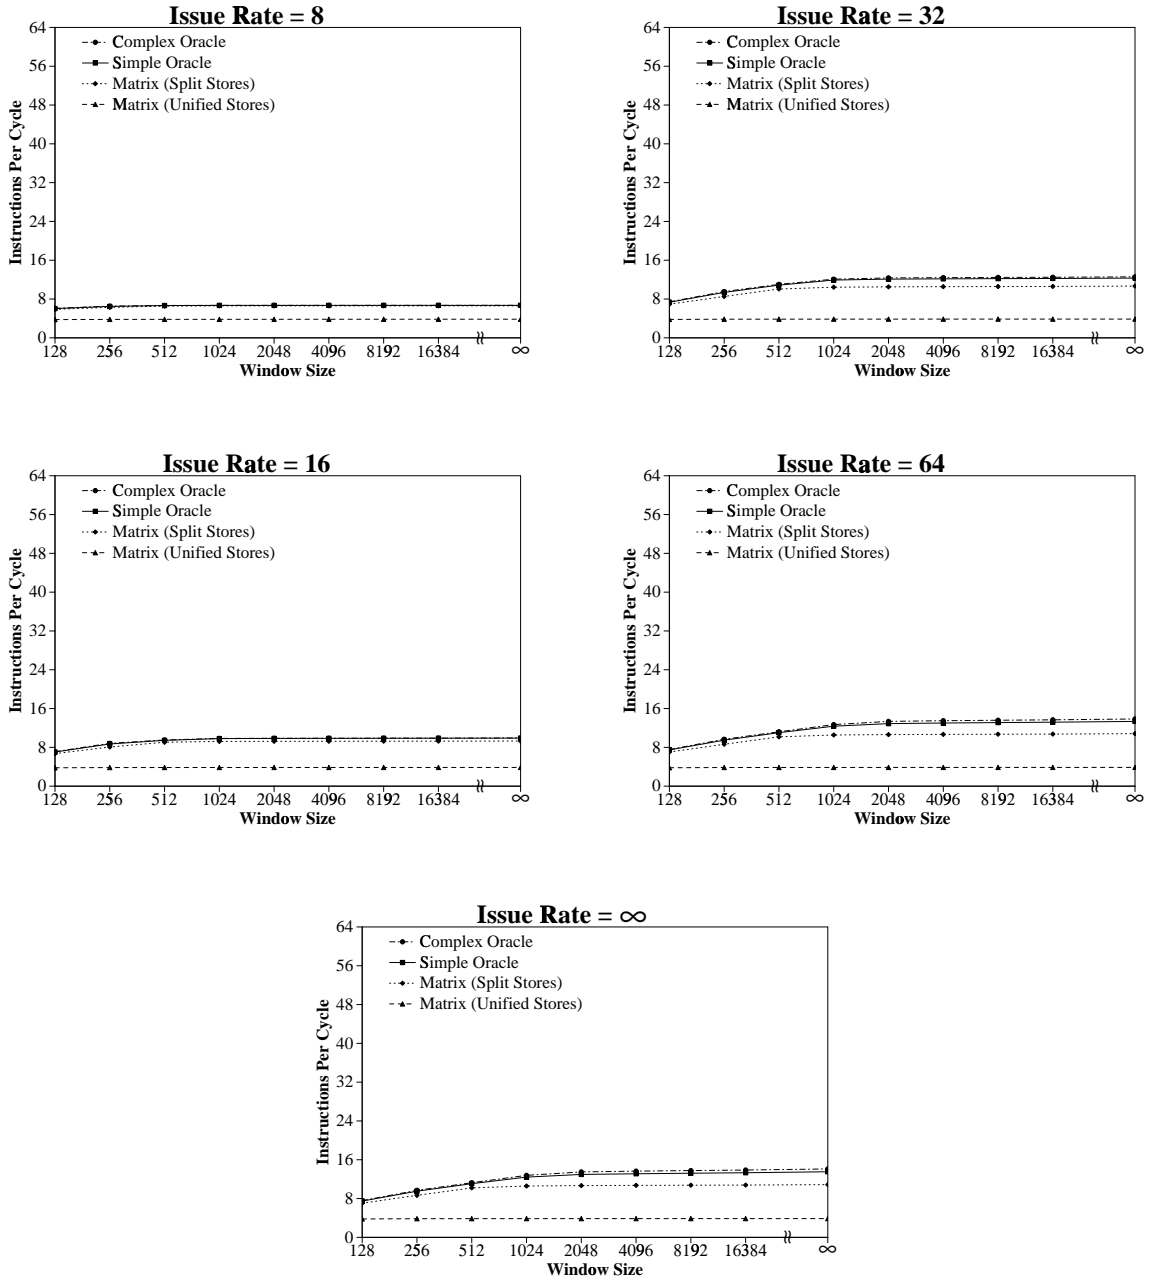 Issue Rate = 8
64
56
48
40
32
24
16
8
0
Instructions Per Cycle
Complex Oracle
Simple Oracle
Matrix (Split Stores)
Matrix (Unified Stores)
128 256 512 1024 2048 4096 8192 16384 ≈ ∞
Window Size
Issue Rate = 32
64
56
48
40
32
24
16
8
0
Instructions Per Cycle
Complex Oracle
Simple Oracle
Matrix (Split Stores)
Matrix (Unified Stores)
128 256 512 1024 2048 4096 8192 16384 ≈ ∞
Window Size
Issue Rate = 16
64
56
48
40
32
24
16
8
0
Instructions Per Cycle
Complex Oracle
Simple Oracle
Matrix (Split Stores)
Matrix (Unified Stores)
128 256 512 1024 2048 4096 8192 16384 ≈ ∞
Window Size
Issue Rate = 64
64
56
48
40
32
24
16
8
0
Instructions Per Cycle
Complex Oracle
Simple Oracle
Matrix (Split Stores)
Matrix (Unified Stores)
128 256 512 1024 2048 4096 8192 16384 ≈ ∞
Window Size
Issue Rate = ∞
64
56
48
40
32
24
16
8
0
Instructions Per Cycle
Complex Oracle
Simple Oracle
Matrix (Split Stores)
Matrix (Unified Stores)
128 256 512 1024 2048 4096 8192 16384 ≈ ∞
Window Size